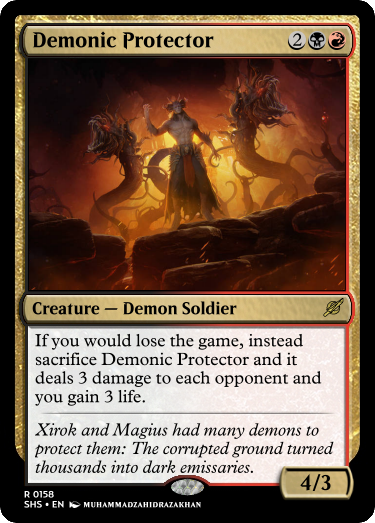 Demonic Protector 2
Creature — Demon Soldier
If you would lose the game, instead
sacrifice Demonic Protector and it
deals 3 damage to each opponent and
you gain 3 life.
Xirok and Magius had many demons to
protect them: The corrupted ground turned
thousands into dark emissaries.
4/3
R 0158
SHS • EN MUHAMMADZAHIDRAZAKHAN